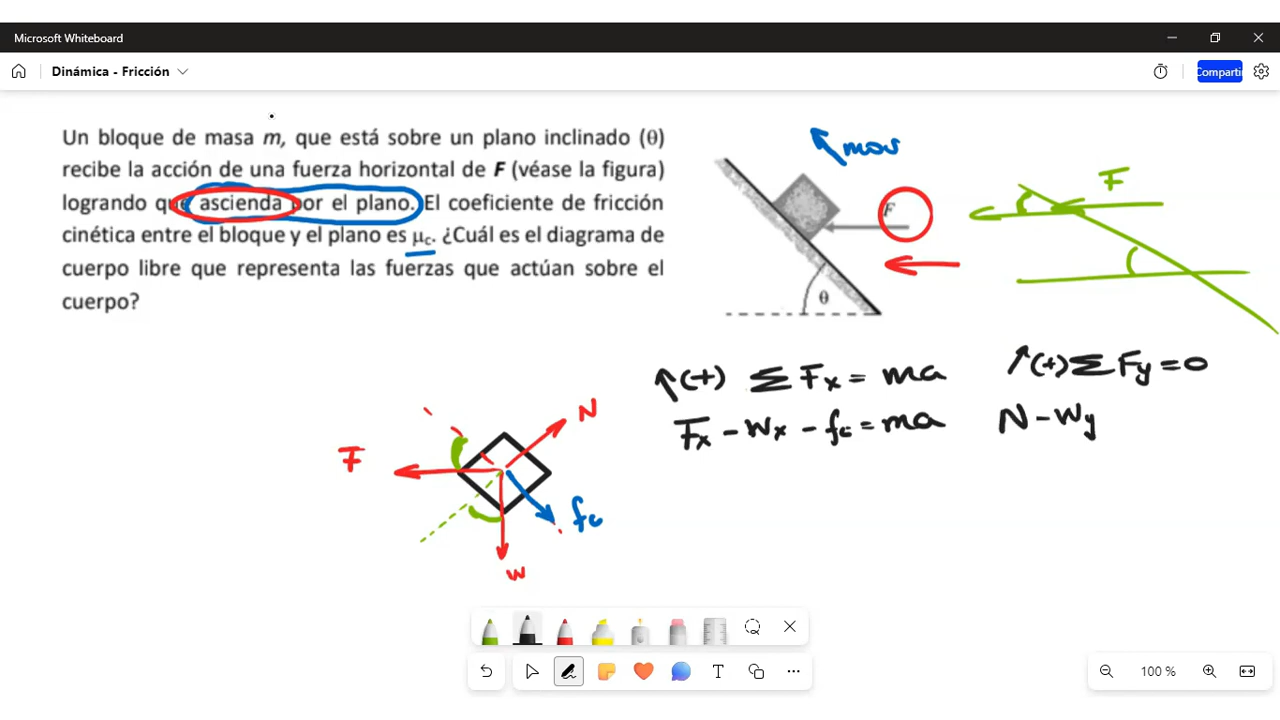 Microsoft Whiteboard
Dinámica - Fricción
Comparti
Un bloque de masa m, que está sobre un plano inclinado (θ)
recibe la acción de una fuerza horizontal de F (véase la figura)
logrando que ascienda por el plano. El coeficiente de fricción
cinética entre el bloque y el plano es μc. ¿Cuál es el diagrama de
cuerpo libre que representa las fuerzas que actúan sobre el
cuerpo?
mov
F
θ
F
↑(+) Σ Fx = ma
↑(+) Σ Fy = 0
Fx - Wx - fc = ma
N - Wy
N
F
fc
W
100 %